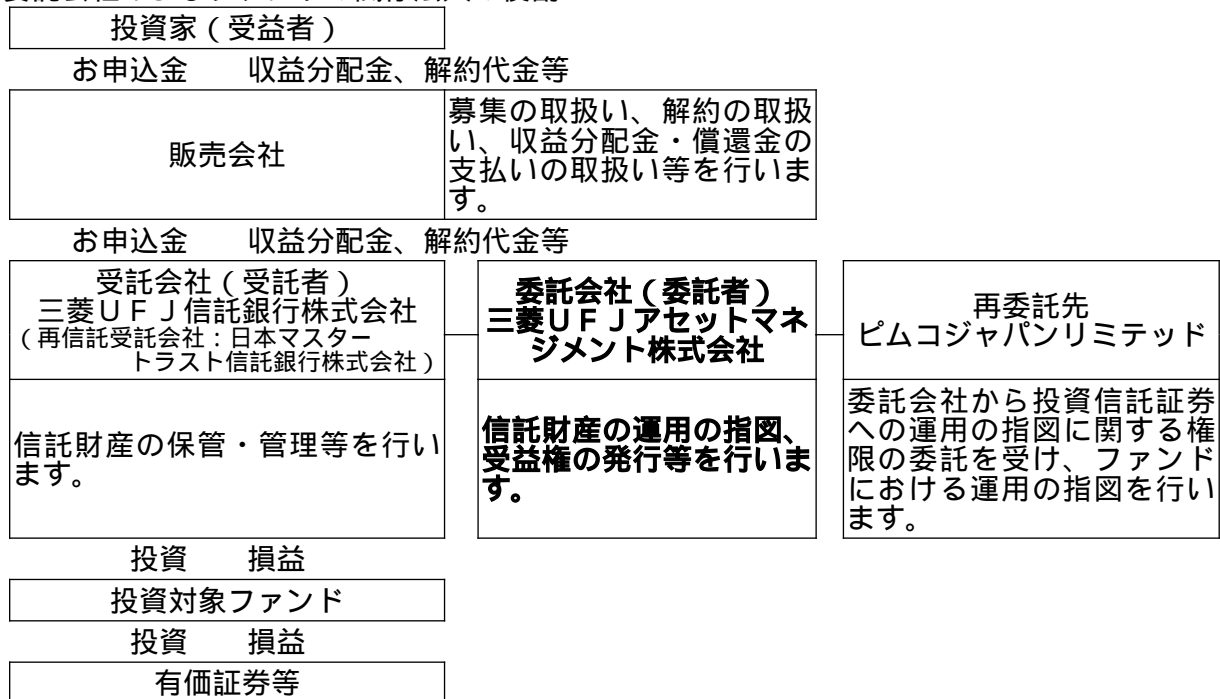 投資家（受益者）
お申込金　　収益分配金、解約代金等
販売会社
募集の取扱い、解約の取扱
い、収益分配金・償還金の
支払いの取扱い等を行いま
す。
お申込金　　収益分配金、解約代金等
受託会社（受託者）
三菱ＵＦＪ信託銀行株式会社
（再信託受託会社：日本マスター
トラスト信託銀行株式会社）
委託会社（委託者）
三菱ＵＦＪアセットマネ
ジメント株式会社
再委託先
ピムコジャパンリミテッド
信託財産の保管・管理等を行い
ます。
信託財産の運用の指図、
受益権の発行等を行いま
す。
委託会社から投資信託証券
への運用の指図に関する権
限の委託を受け、ファンド
における運用の指図を行い
ます。
投資　　損益
投資対象ファンド
投資　　損益
有価証券等